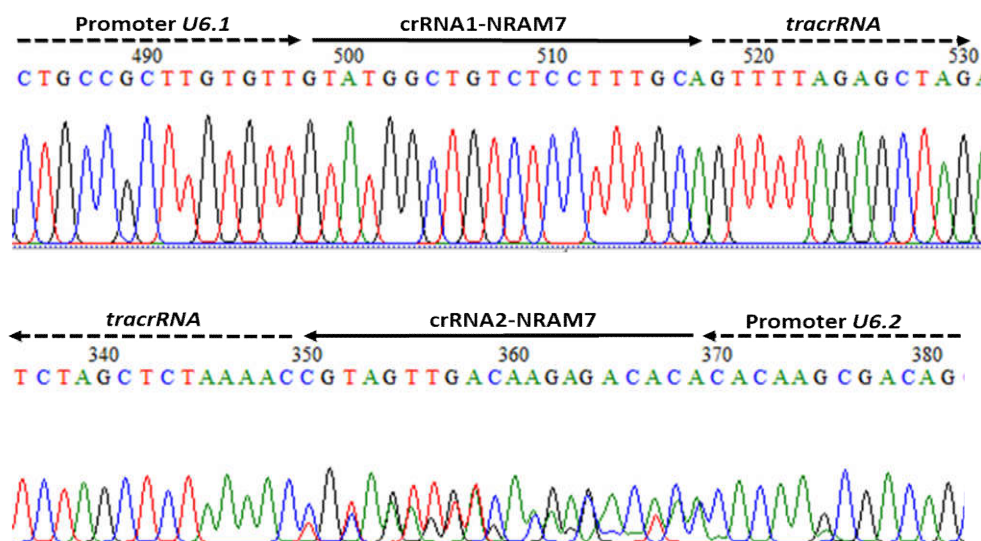 Promoter U6.1 crRNA1-NRAM7 tracrRNA
490 500 510 520 530
CTGCCGCTTGTGTTGTATGGCTGTCTCCTTTGCAGTTTTAGAGCTAGA
tracrRNA crRNA2-NRAM7 Promoter U6.2
340 350 360 370 380
TCTAGCTCTAAAACCGTAGTTGACAAGAGACACACACAAGCGACAG